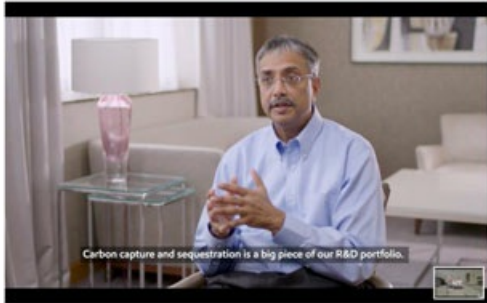 Carbon capture and sequestration is a big piece of our R&D portfolio.